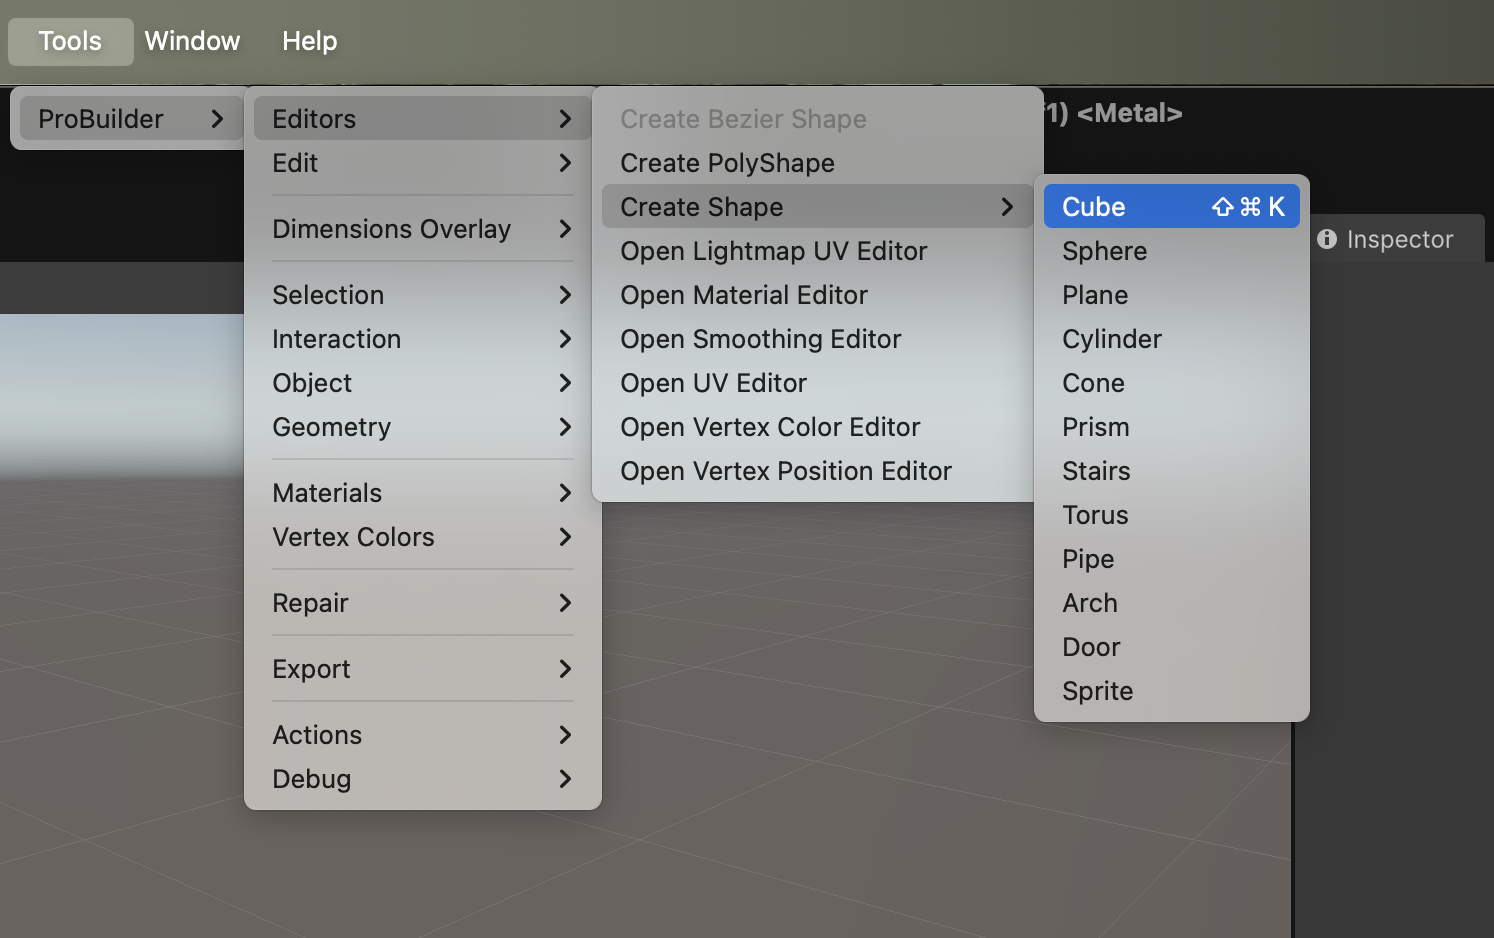 Tools Window Help
1) <Metal>
ProBuilder
Editors
Edit
Dimensions Overlay
Selection
Interaction
Object
Geometry
Materials
Vertex Colors
Repair
Export
Actions
Debug
Create Bezier Shape
Create PolyShape
Create Shape
Open Lightmap UV Editor
Open Material Editor
Open Smoothing Editor
Open UV Editor
Open Vertex Color Editor
Open Vertex Position Editor
Cube ⇧⌘K
Sphere
Plane
Cylinder
Cone
Prism
Stairs
Torus
Pipe
Arch
Door
Sprite
Inspector